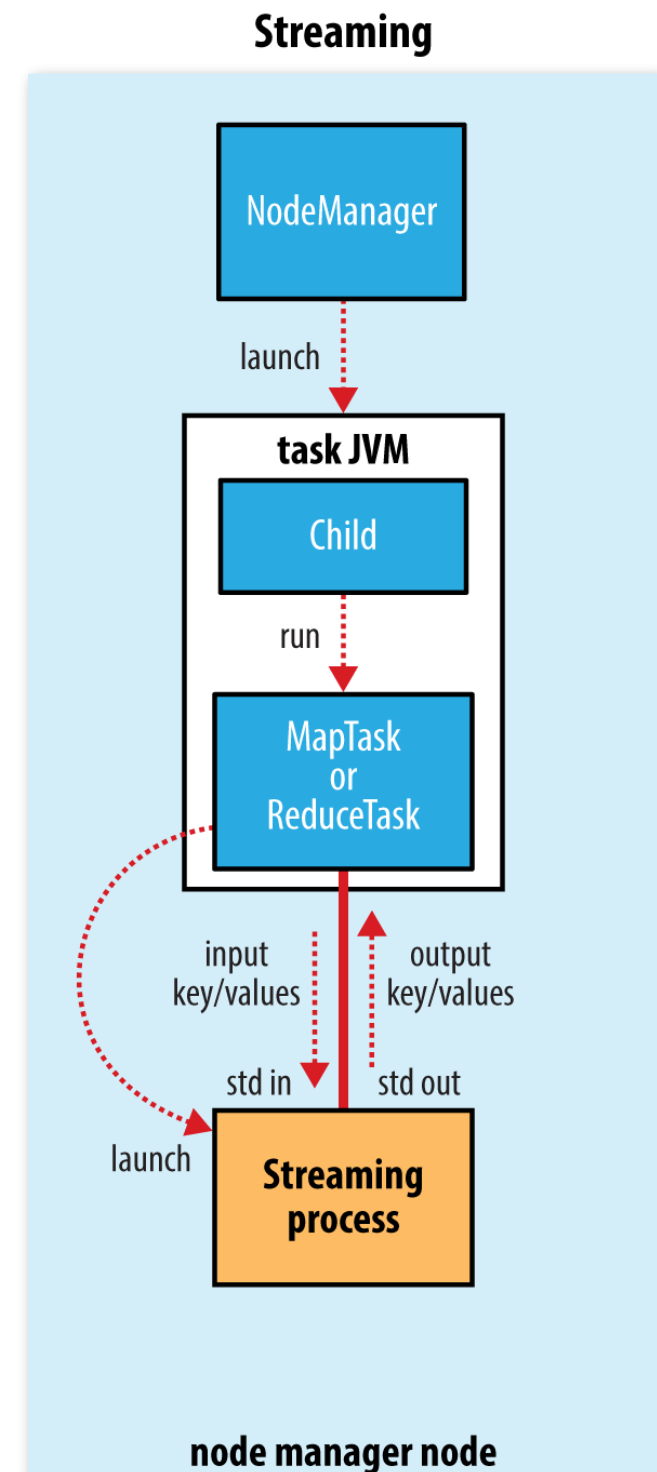 Streaming
NodeManager
launch
task JVM
Child
run
MapTask
or
ReduceTask
input
key/values
output
key/values
std in
std out
launch
Streaming
process
node manager node